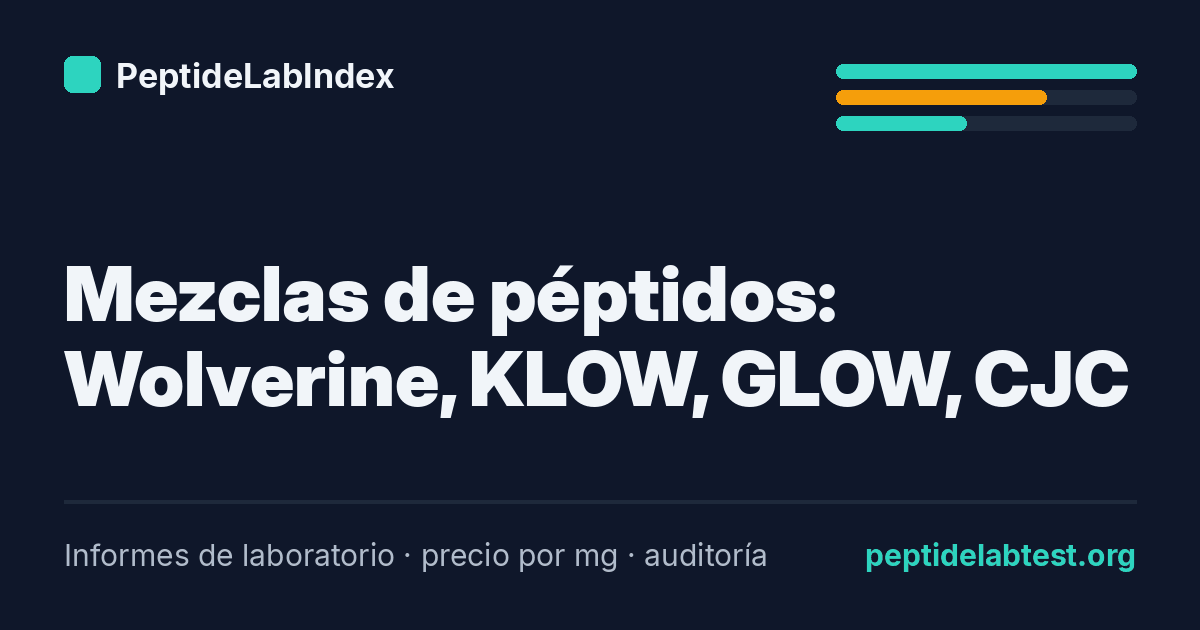 PeptideLabIndex
Mezclas de péptidos:
Wolverine, KLOW, GLOW, CJC
Informes de laboratorio · precio por mg · auditoría
peptidelabtest.org